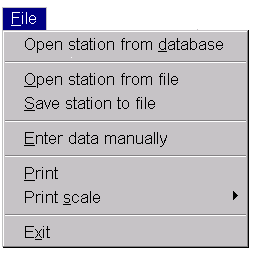 File
Open station from database
Open station from file
Save station to file
Enter data manually
Print
Print scale
Exit